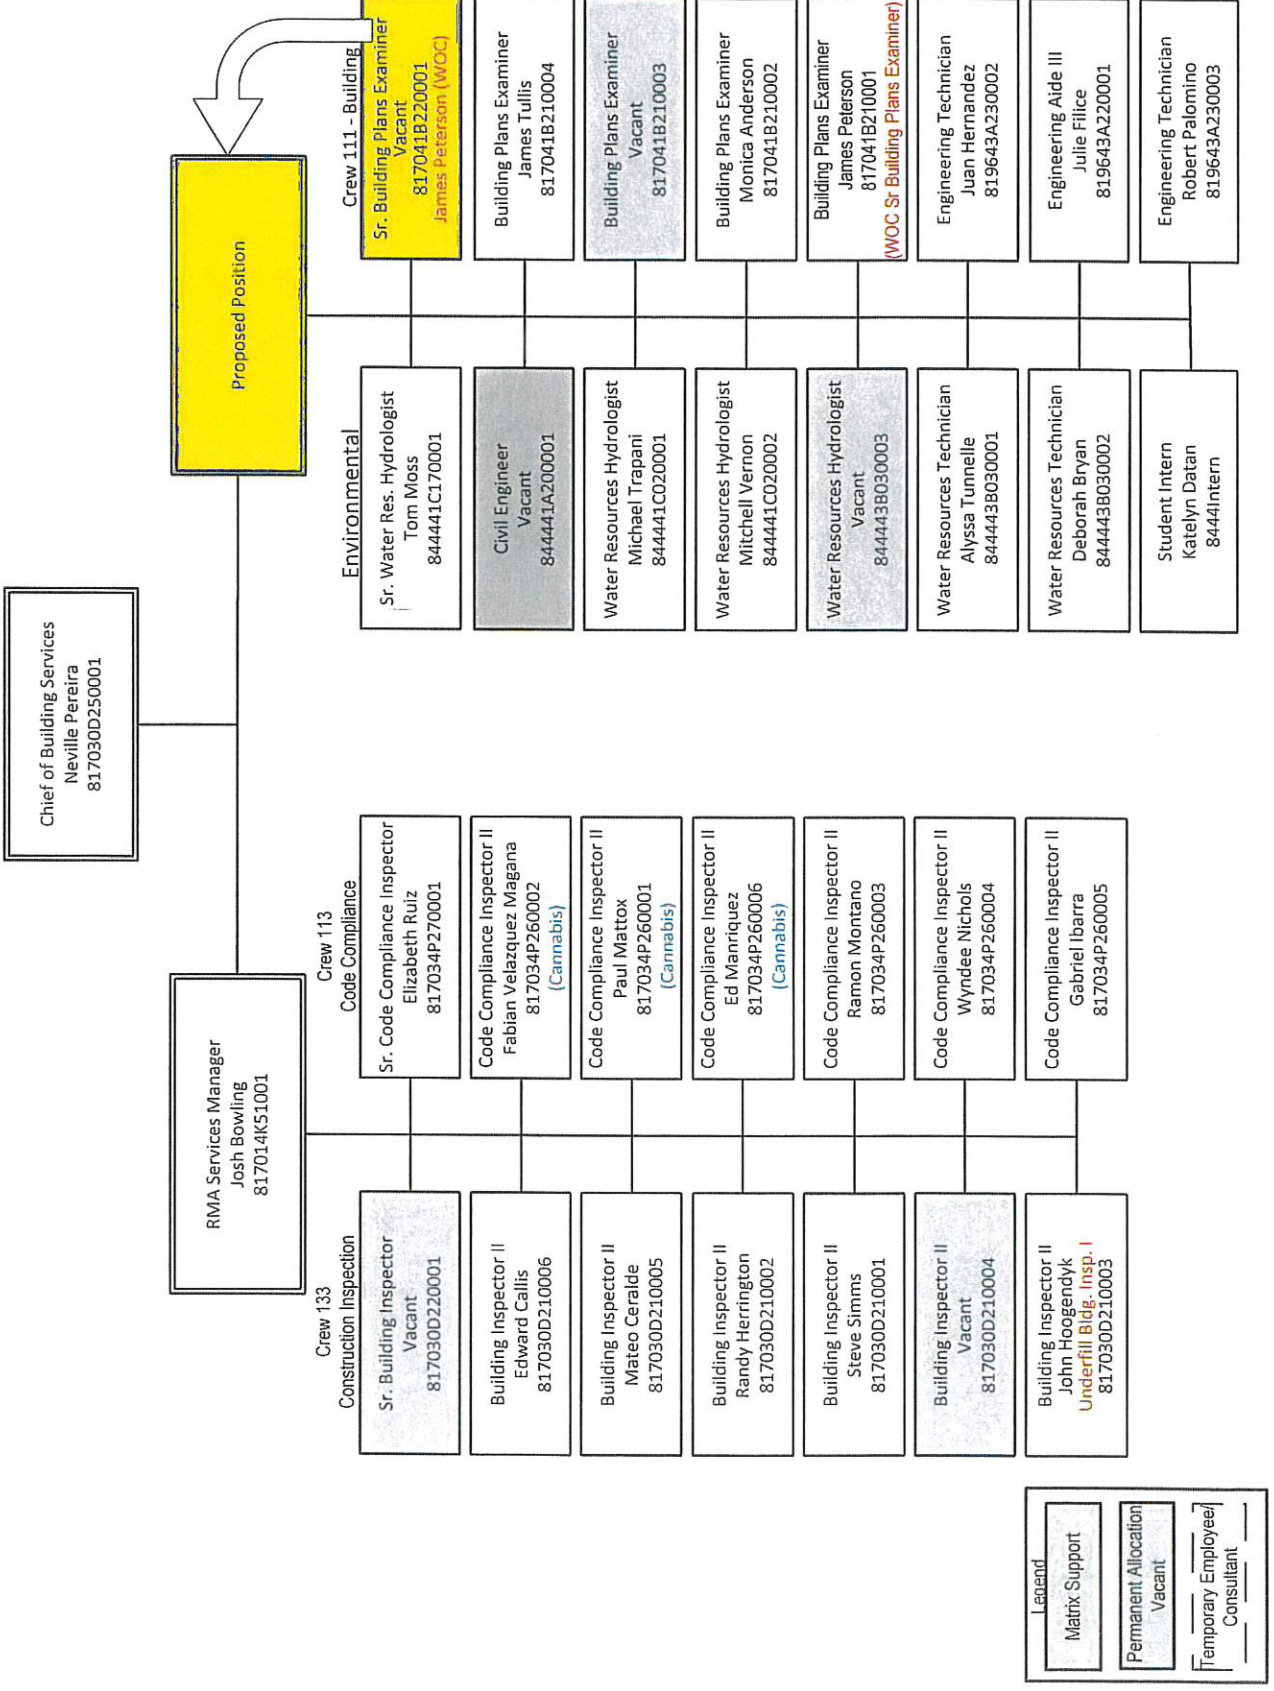 Chief of Building Services
Neville Pereira
817030D250001
RMA Services Manager
Josh Bowling
817014K51001
Proposed Position
Crew 133
Construction Inspection
Sr. Building Inspector
Vacant
817030D220001
Building Inspector II
Edward Callis
817030D210006
Building Inspector II
Mateo Ceralde
817030D210005
Building Inspector II
Randy Herrington
817030D210002
Building Inspector II
Steve Simms
817030D210001
Building Inspector II
Vacant
817030D210004
Building Inspector II
John Hoogendyk
Underfill Bldg. Insp. I
817030D210003
Crew 113
Code Compliance
Sr. Code Compliance Inspector
Elizabeth Ruiz
817034P270001
Code Compliance Inspector II
Fabian Velazquez Magana
817034P260002
(Cannabis)
Code Compliance Inspector II
Paul Mattox
817034P260001
(Cannabis)
Code Compliance Inspector II
Ed Manriquez
817034P260006
(Cannabis)
Code Compliance Inspector II
Ramon Montano
817034P260003
Code Compliance Inspector II
Wyndee Nichols
817034P260004
Code Compliance Inspector II
Gabriel Ibarra
817034P260005
Environmental
Sr. Water Res. Hydrologist
Tom Moss
844441C170001
Civil Engineer
Vacant
844441A200001
Water Resources Hydrologist
Michael Trapani
844441C020001
Water Resources Hydrologist
Mitchell Vernon
844441C020002
Water Resources Hydrologist
Vacant
844443B030003
Water Resources Technician
Alyssa Tunnelle
844443B030001
Water Resources Technician
Deborah Bryan
844443B030002
Student Intern
Katelyn Datan
8444Intern
Crew 111 - Building
Sr. Building Plans Examiner
Vacant
817041B220001
James Peterson (WOC)
Building Plans Examiner
James Tullis
817041B210004
Building Plans Examiner
Vacant
817041B210003
Building Plans Examiner
Monica Anderson
817041B210002
Building Plans Examiner
James Peterson
817041B210001
(WOC Sr Building Plans Examiner)
Engineering Technician
Juan Hernandez
819643A230002
Engineering Aide III
Julie Filice
819643A220001
Engineering Technician
Robert Palomino
819643A230003
Legend
Matrix Support
Permanent Allocation
Vacant
Temporary Employee/
Consultant